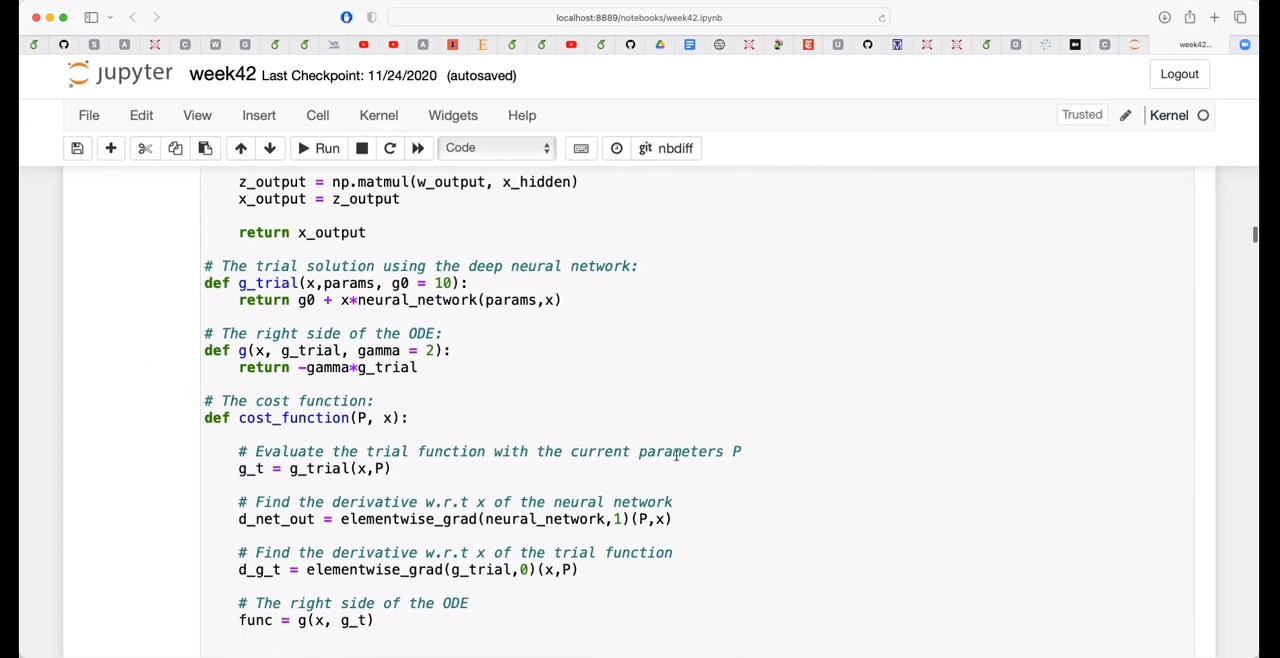 localhost:8889/notebooks/week42.ipynb
week42...
jupyter week42 Last Checkpoint: 11/24/2020 (autosaved)
Logout
File Edit View Insert Cell Kernel Widgets Help
Trusted Kernel
Run Code git nbdiff
z_output = np.matmul(w_output, x_hidden)
x_output = z_output
return x_output
# The trial solution using the deep neural network:
def g_trial(x,params, g0 = 10):
return g0 + x*neural_network(params,x)
# The right side of the ODE:
def g(x, g_trial, gamma = 2):
return -gamma*g_trial
# The cost function:
def cost_function(P, x):
# Evaluate the trial function with the current parameters P
g_t = g_trial(x,P)
# Find the derivative w.r.t x of the neural network
d_net_out = elementwise_grad(neural_network,1)(P,x)
# Find the derivative w.r.t x of the trial function
d_g_t = elementwise_grad(g_trial,0)(x,P)
# The right side of the ODE
func = g(x, g_t)